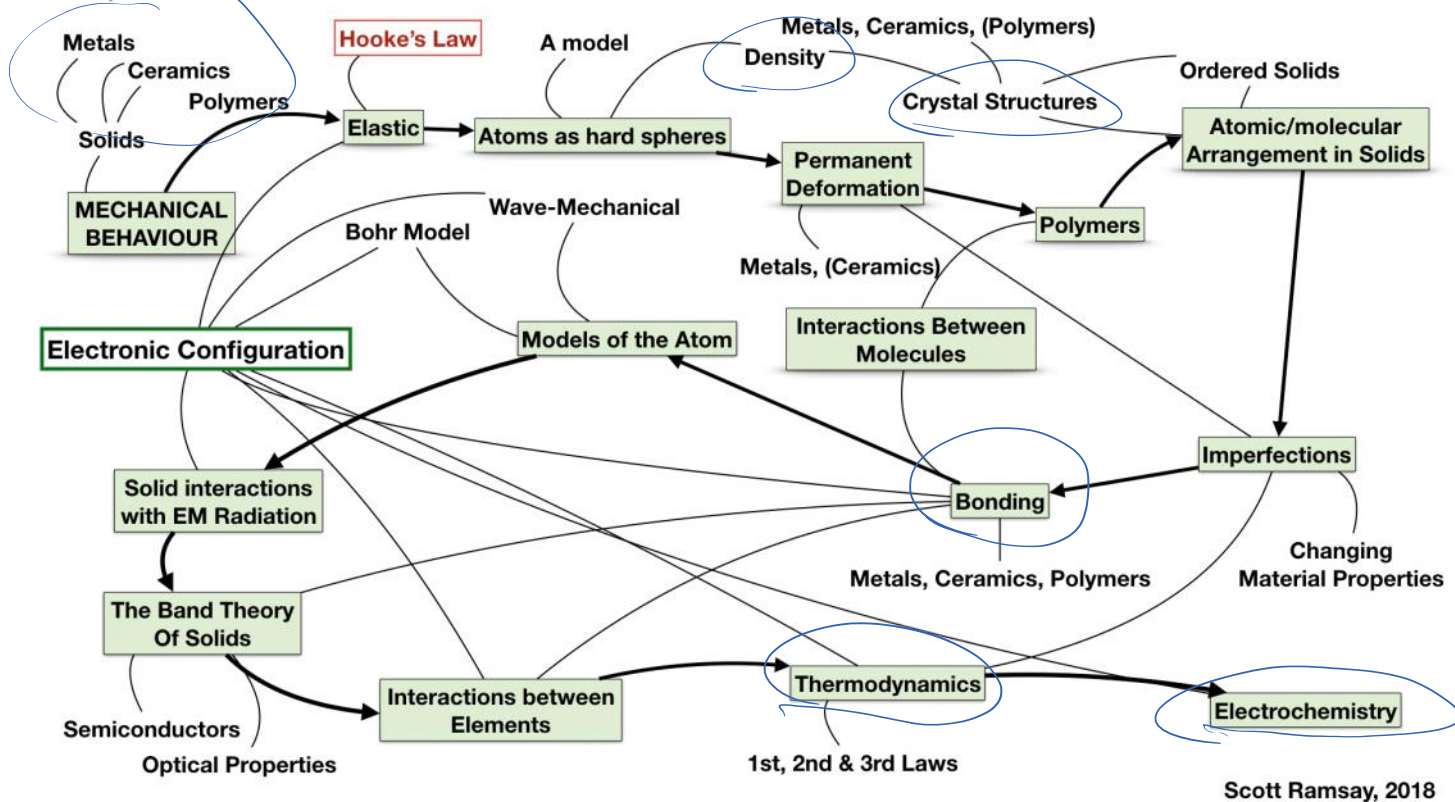 Metals
Ceramics
Polymers
Solids
MECHANICAL
BEHAVIOUR
Hooke's Law
Elastic
A model
Atoms as hard spheres
Density
Metals, Ceramics, (Polymers)
Crystal Structures
Ordered Solids
Atomic/molecular
Arrangement in Solids
Permanent
Deformation
Polymers
Metals, (Ceramics)
Wave-Mechanical
Bohr Model
Electronic Configuration
Models of the Atom
Interactions Between
Molecules
Imperfections
Changing
Material Properties
Bonding
Metals, Ceramics, Polymers
Solid interactions
with EM Radiation
The Band Theory
Of Solids
Semiconductors
Optical Properties
Interactions between
Elements
Thermodynamics
1st, 2nd & 3rd Laws
Electrochemistry
Scott Ramsay, 2018